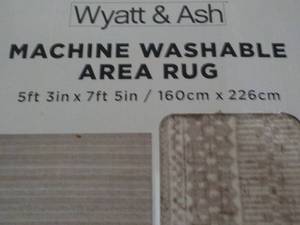 Wyatt & Ash
MACHINE WASHABLE
AREA RUG
5ft 3in x 7ft 5in / 160cm x 226cm